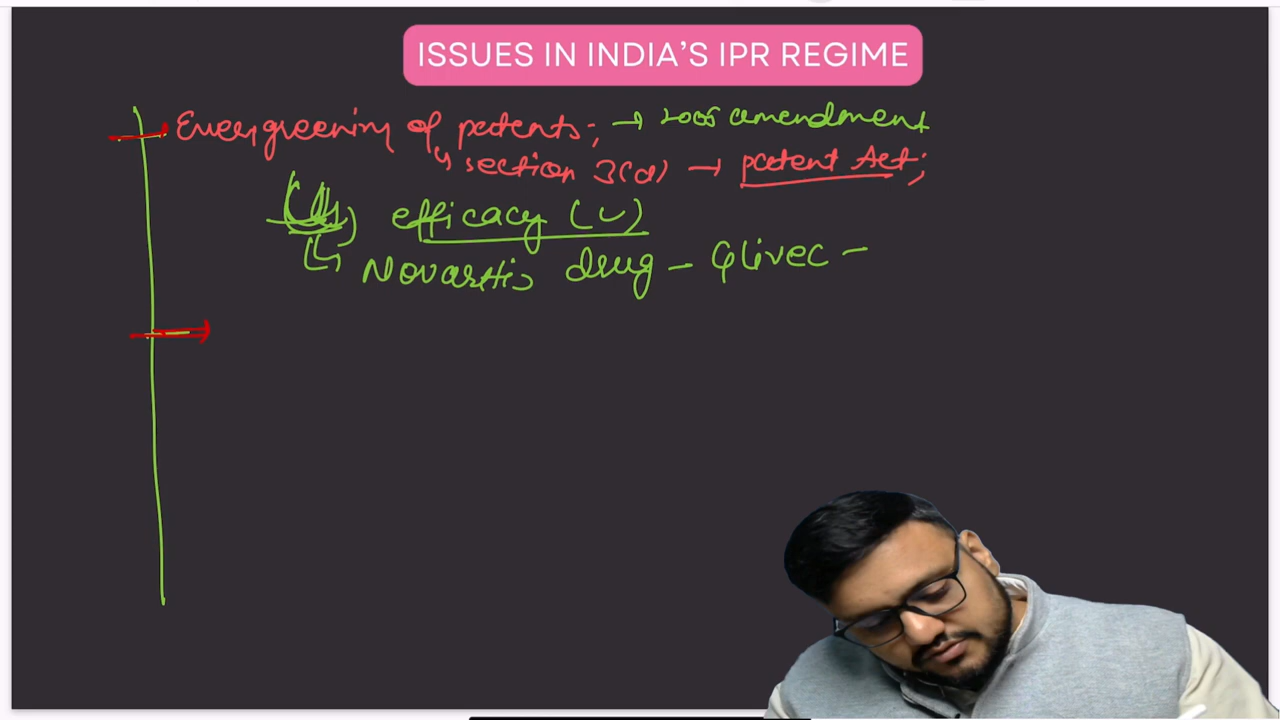 ISSUES IN INDIA'S IPR REGIME
Evergreening of patents; → 2005 amendment
↳ section 3(d) → patent Act;
efficacy (✓)
↳ Novartis drug - Glivec -